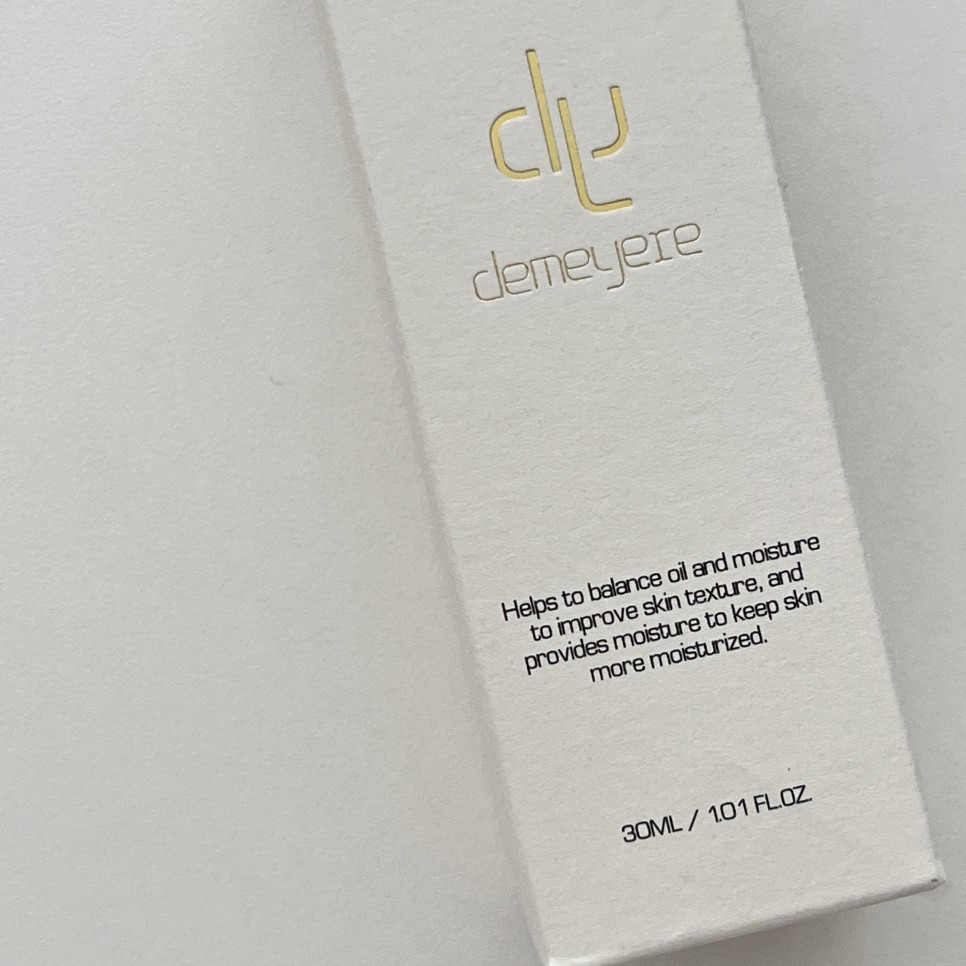 demeyere
Helps to balance oil and moisture
to improve skin texture, and
provides moisture to keep skin
more moisturized.
30ML / 1.01 FL.OZ.